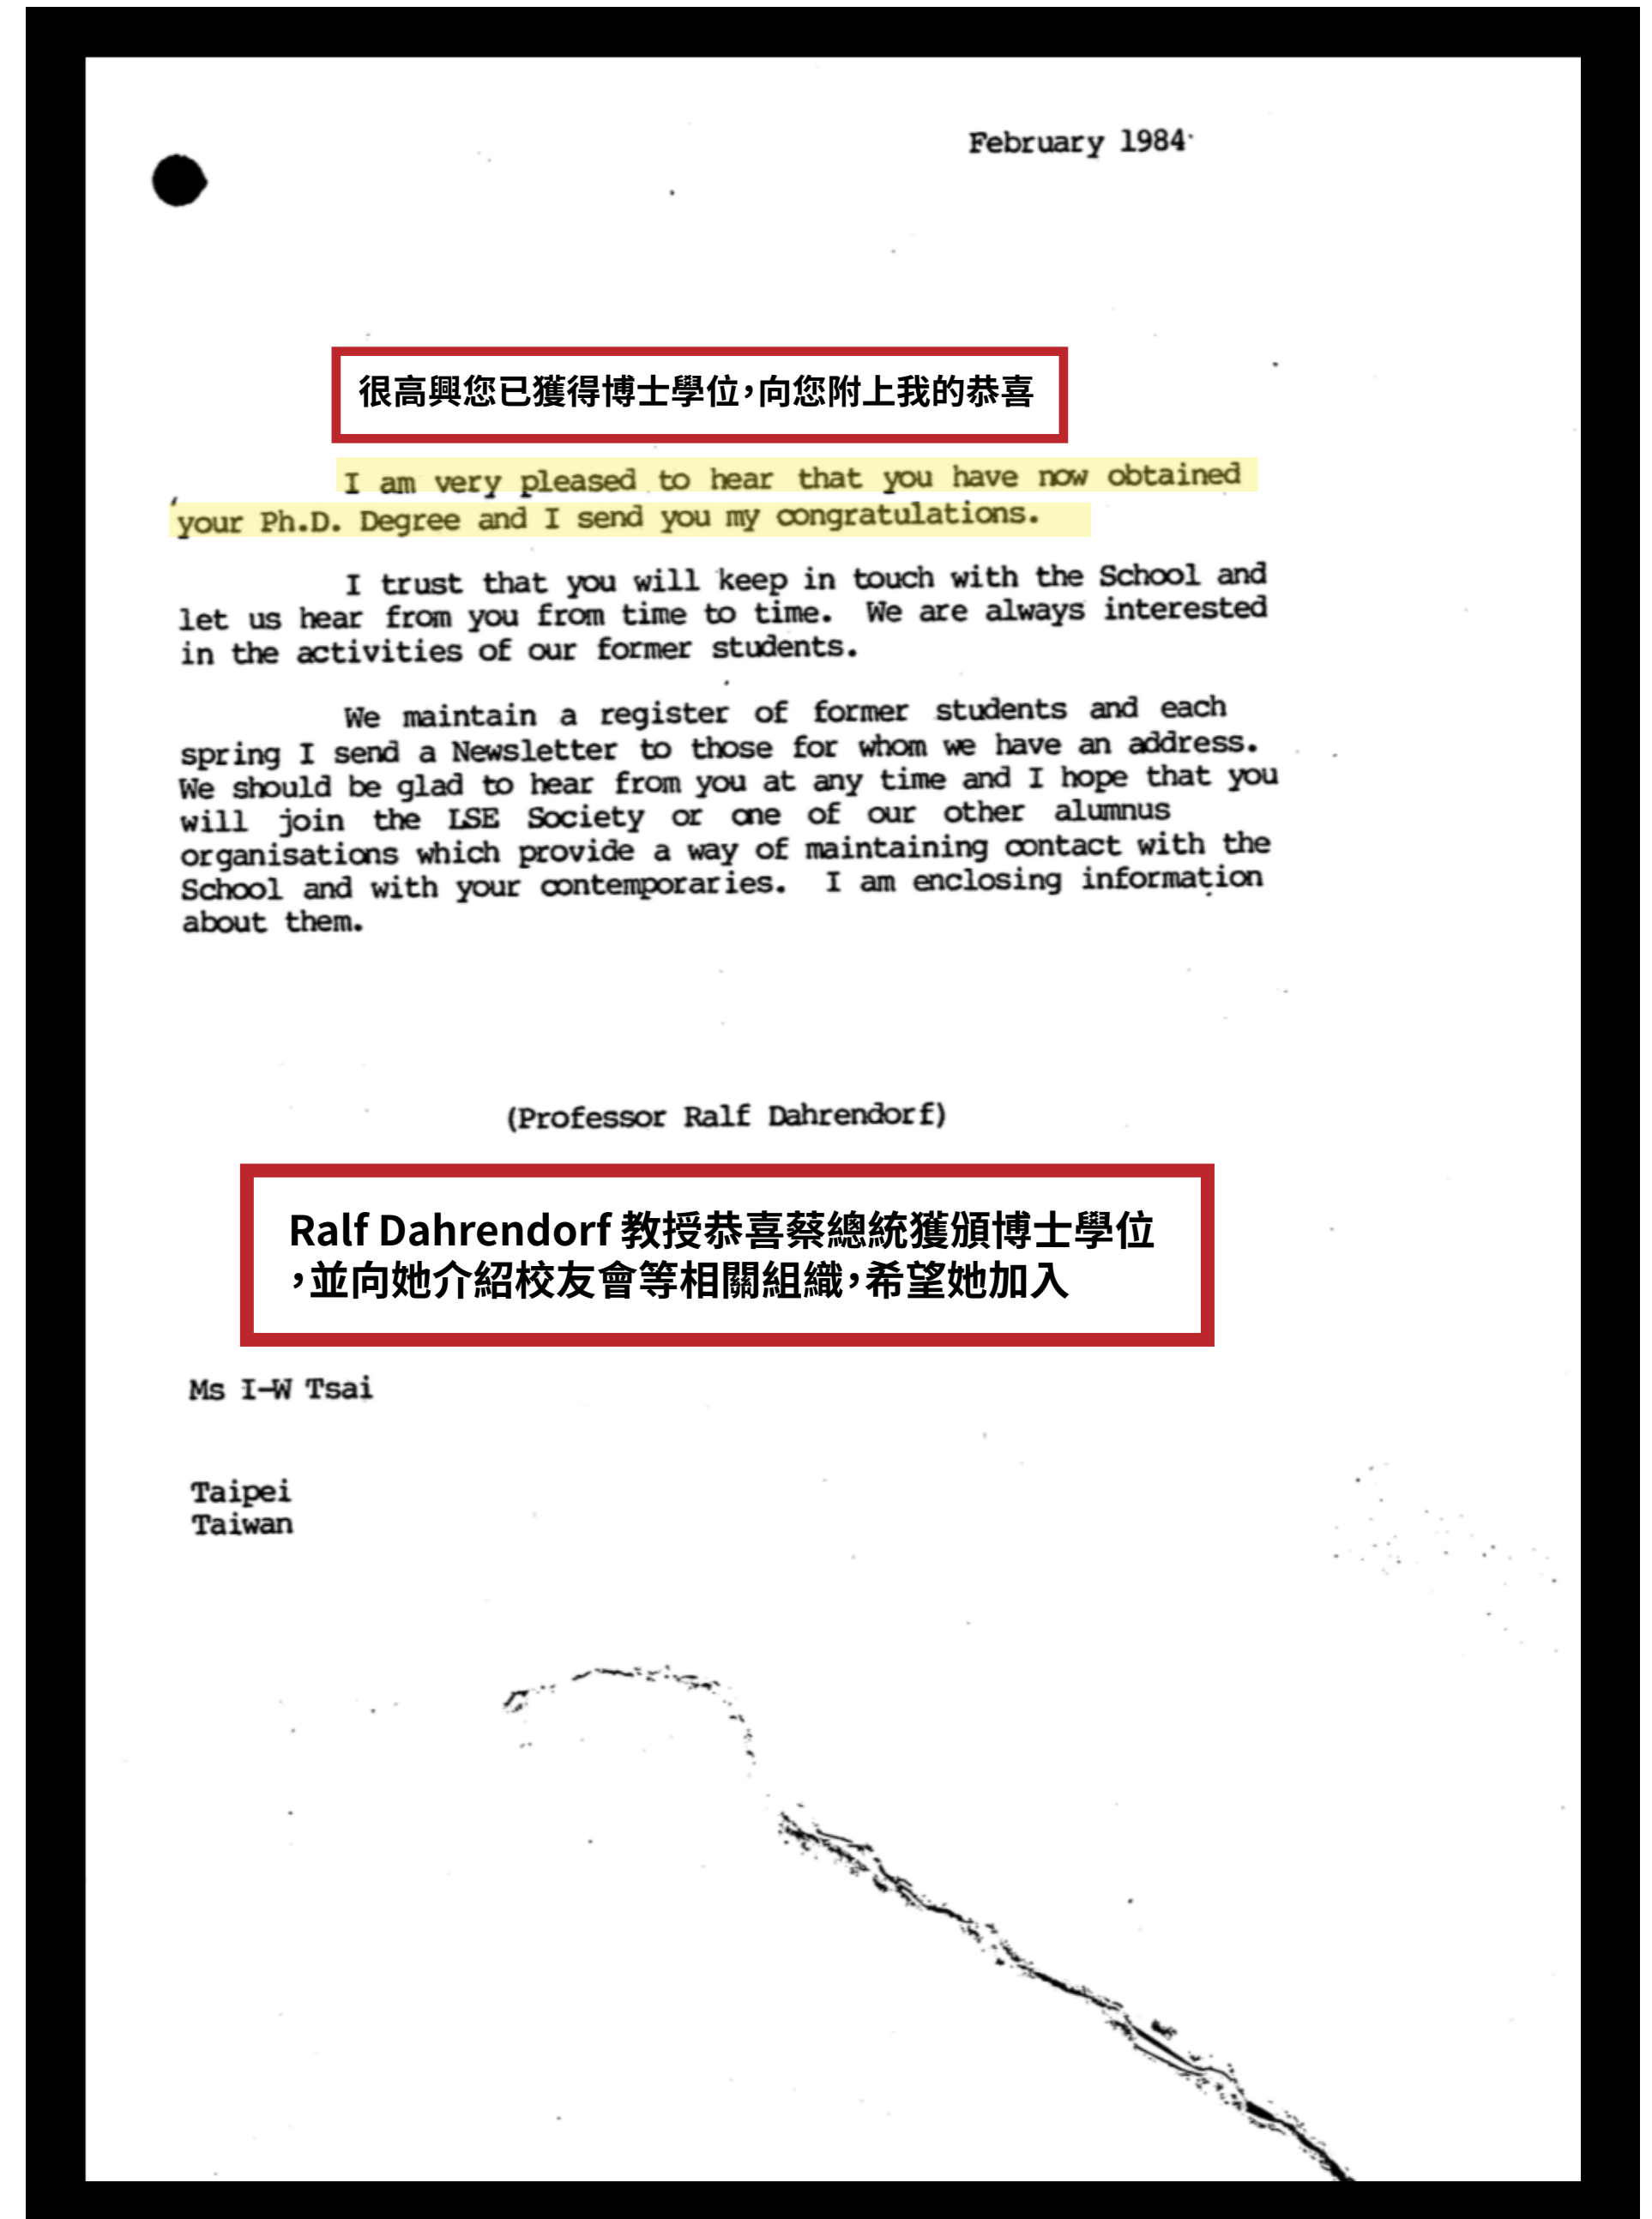 February 1984
很高興您已獲得博士學位,向您附上我的恭喜
I am very pleased to hear that you have now obtained
your Ph.D. Degree and I send you my congratulations.
I trust that you will keep in touch with the School and
let us hear from you from time to time. We are always interested
in the activities of our former students.
We maintain a register of former students and each
spring I send a Newsletter to those for whom we have an address.
We should be glad to hear from you at any time and I hope that you
will join the LSE Society or one of our other alumnus
organisations which provide a way of maintaining contact with the
School and with your contemporaries. I am enclosing information
about them.
(Professor Ralf Dahrendorf)
Ralf Dahrendorf 教授恭喜蔡總統獲頒博士學位
,並向她介紹校友會等相關組織,希望她加入
Ms I-W Tsai
Taipei
Taiwan